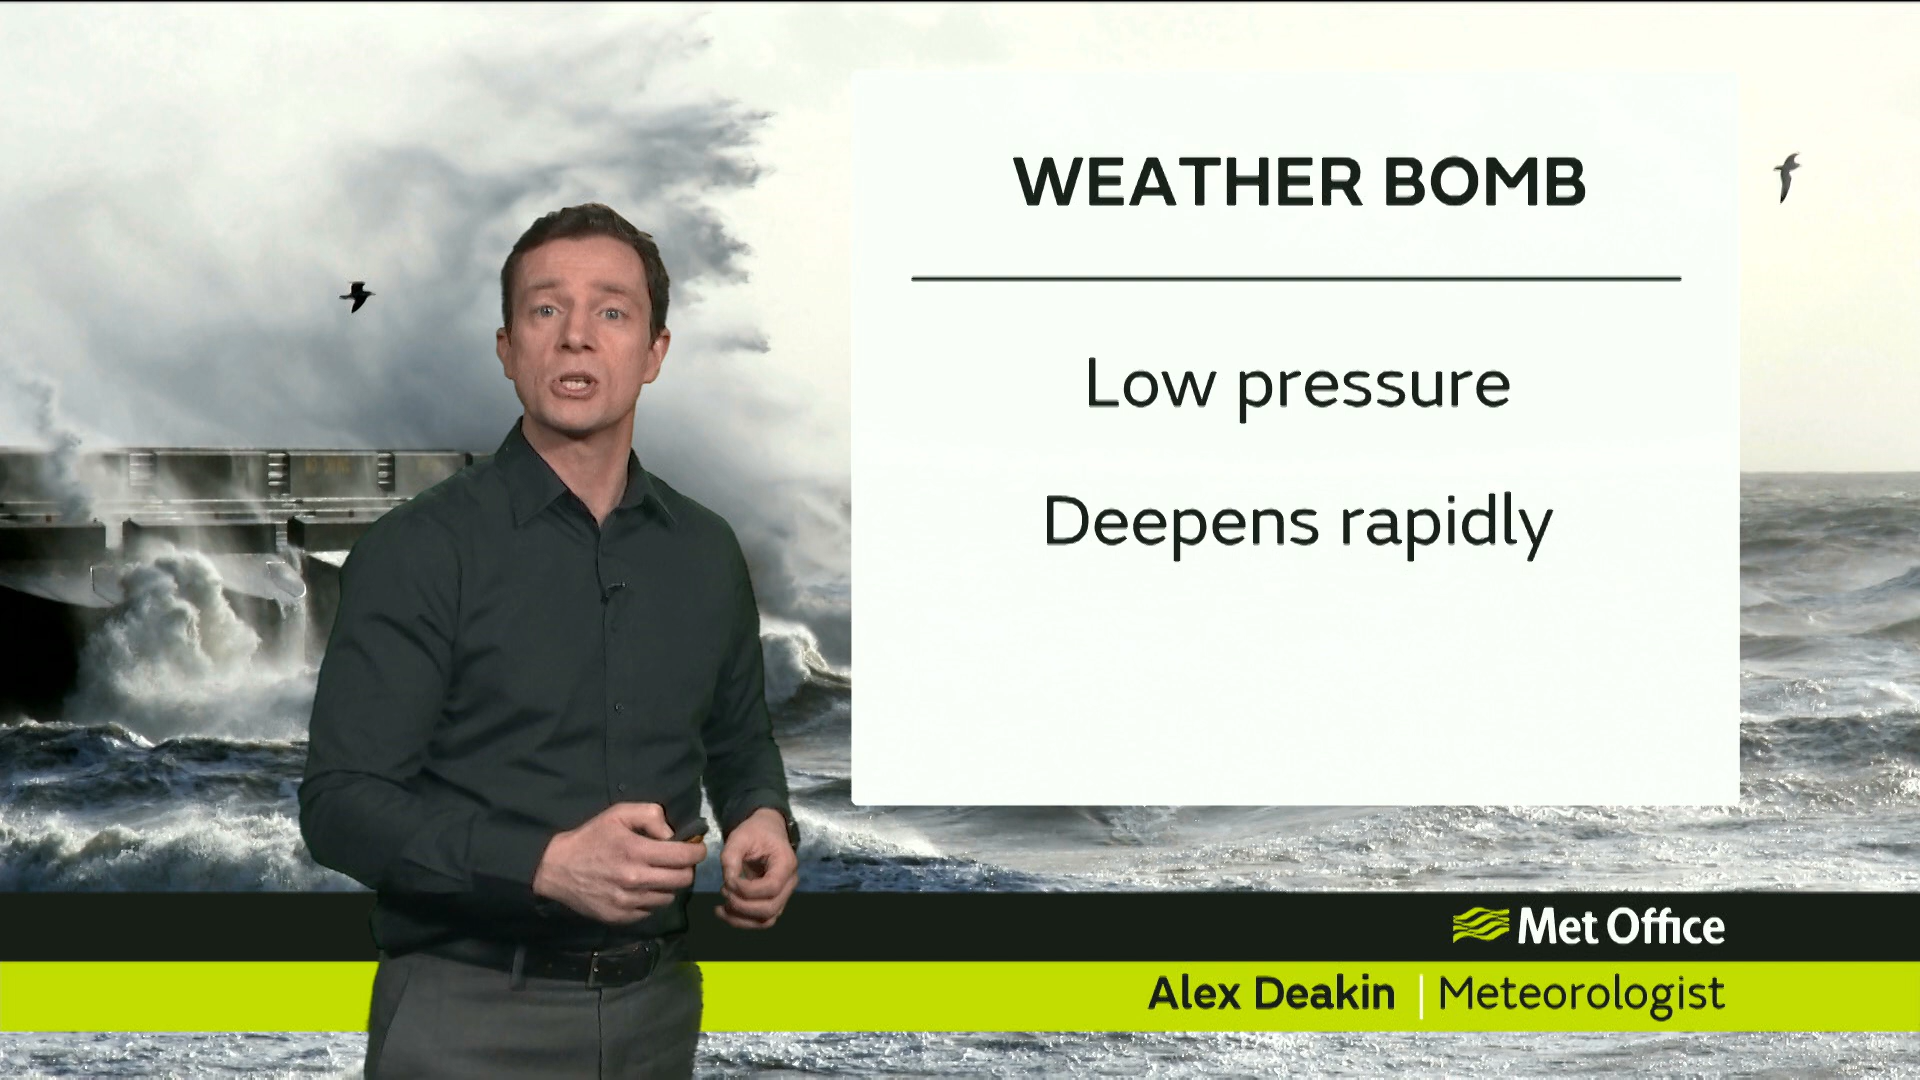 WEATHER BOMB
Low pressure
Deepens rapidly
Met Office
Alex Deakin | Meteorologist